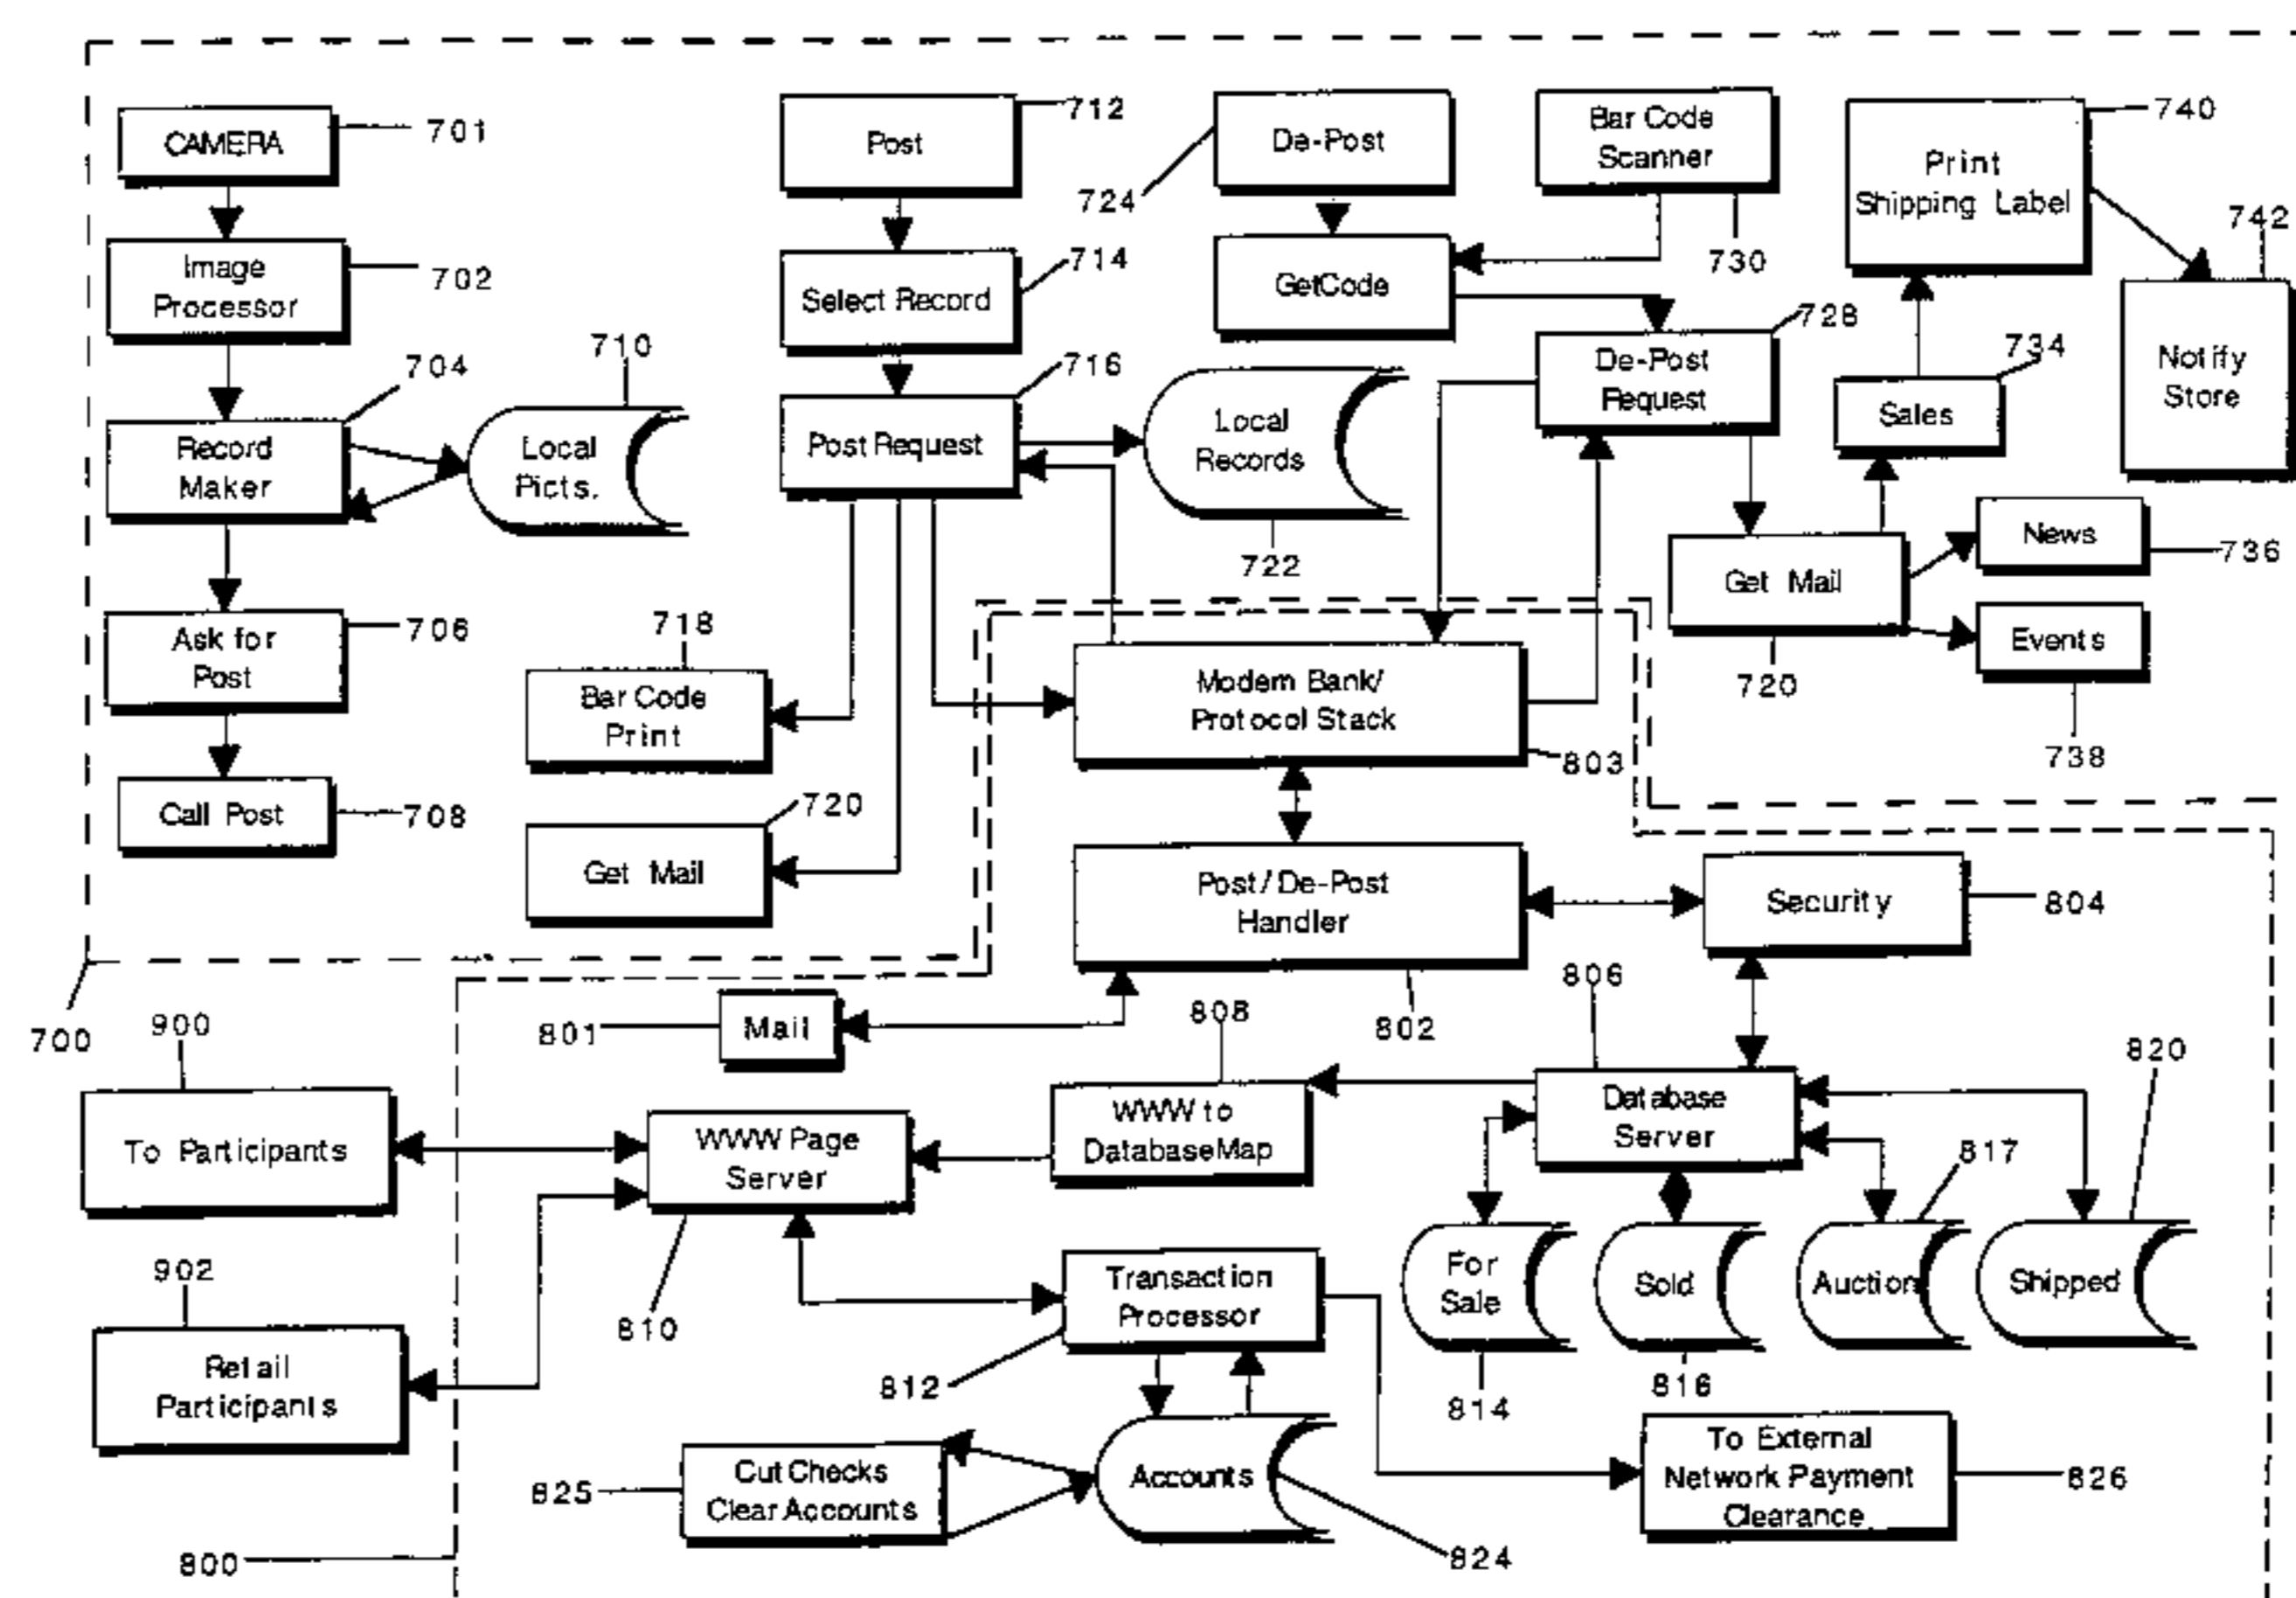 CAMERA
701
Image
Processor
702
Record
Maker
704
Local
Picts.
710
Ask for
Post
706
Call Post
708
Post
712
Select Record
714
Post Request
716
Bar Code
Print
718
Get Mail
720
Local
Records
722
De-Post
724
GetCode
Bar Code
Scanner
730
De-Post
Request
728
Print
Shipping Label
740
Notify
Store
742
Sales
734
Get Mail
720
News
736
Events
738
700
Modem Bank/
Protocol Stack
803
Post/De-Post
Handler
802
Security
804
Mail
801
WWW to
DatabaseMap
808
Database
Server
806
To Participants
900
WWW Page
Server
810
Retail
Participants
902
Transaction
Processor
812
For
Sale
814
Sold
816
Auction
817
Shipped
820
Cut Checks
Clear Accounts
825
Accounts
824
To External
Network Payment
Clearance
826
800